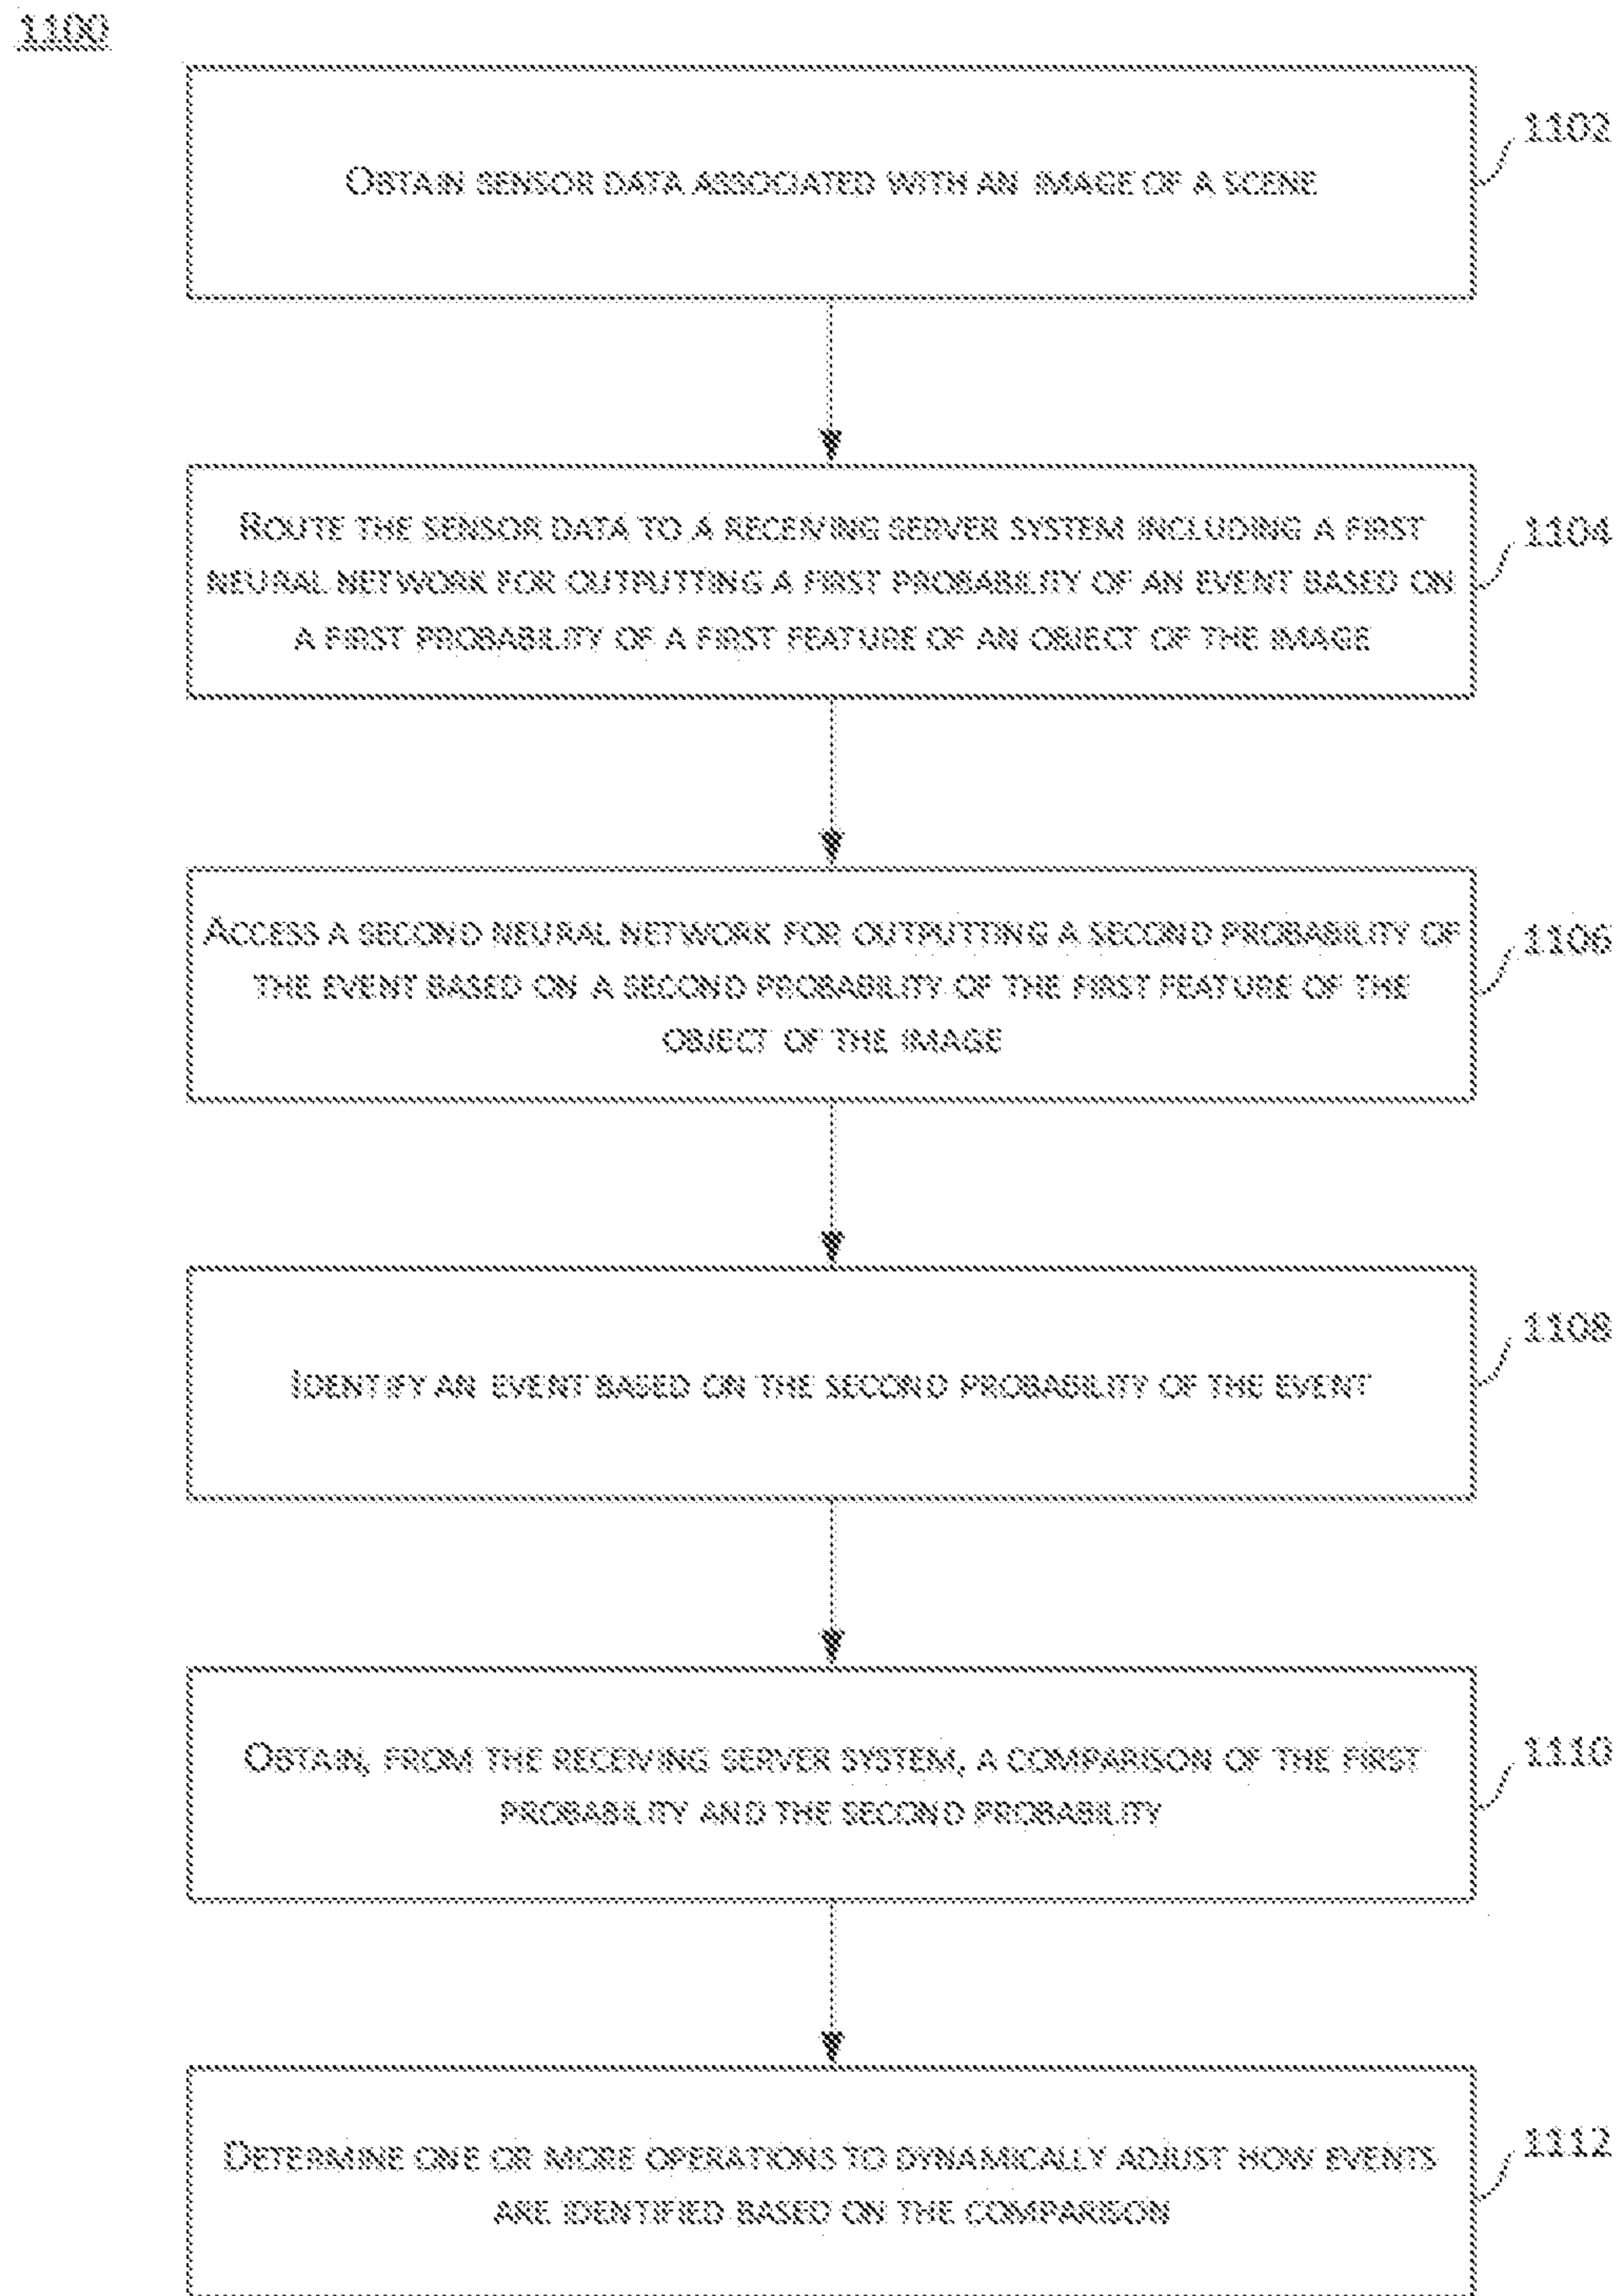 1100
OBTAIN SENSOR DATA ASSOCIATED WITH AN IMAGE OF A SCENE
1102
ROUTE THE SENSOR DATA TO A RECEIVING SERVER SYSTEM INCLUDING A FIRST
NEURAL NETWORK FOR OUTPUTTING A FIRST PROBABILITY OF AN EVENT BASED ON
A FIRST PROBABILITY OF A FIRST FEATURE OF AN OBJECT OF THE IMAGE
1104
ACCESS A SECOND NEURAL NETWORK FOR OUTPUTTING A SECOND PROBABILITY OF
THE EVENT BASED ON A SECOND PROBABILITY OF THE FIRST FEATURE OF THE
OBJECT OF THE IMAGE
1106
IDENTIFY AN EVENT BASED ON THE SECOND PROBABILITY OF THE EVENT
1108
OBTAIN, FROM THE RECEIVING SERVER SYSTEM, A COMPARISON OF THE FIRST
PROBABILITY AND THE SECOND PROBABILITY
1110
DETERMINE ONE OR MORE OPERATIONS TO DYNAMICALLY ADJUST HOW EVENTS
ARE IDENTIFIED BASED ON THE COMPARISON
1112